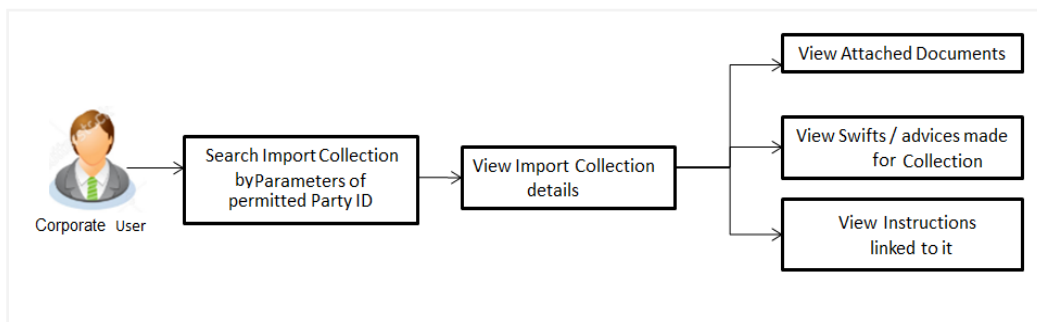 Corporate User
Search Import Collection
byParameters of
permitted Party ID
View Import Collection
details
View Attached Documents
View Swifts / advices made
for Collection
View Instructions
linked to it